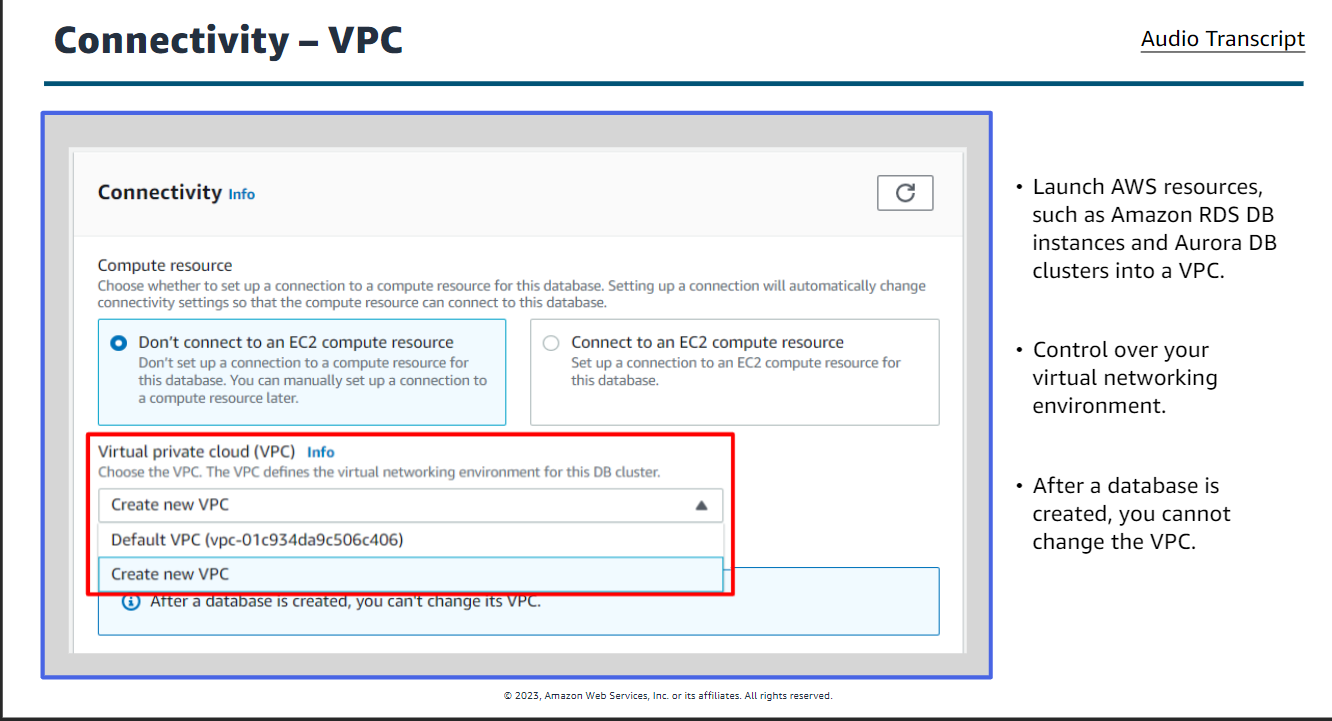 Connectivity – VPC
Audio Transcript
Connectivity Info
Compute resource
Choose whether to set up a connection to a compute resource for this database. Setting up a connection will automatically change
connectivity settings so that the compute resource can connect to this database.
Don't connect to an EC2 compute resource
Don't set up a connection to a compute resource for
this database. You can manually set up a connection to
a compute resource later.
Connect to an EC2 compute resource
Set up a connection to an EC2 compute resource for
this database.
Virtual private cloud (VPC) Info
Choose the VPC. The VPC defines the virtual networking environment for this DB cluster.
Create new VPC
Default VPC (vpc-01c934da9c506c406)
Create new VPC
After a database is created, you can't change its VPC.
• Launch AWS resources,
such as Amazon RDS DB
instances and Aurora DB
clusters into a VPC.
• Control over your
virtual networking
environment.
• After a database is
created, you cannot
change the VPC.
© 2023, Amazon Web Services, Inc. or its affiliates. All rights reserved.